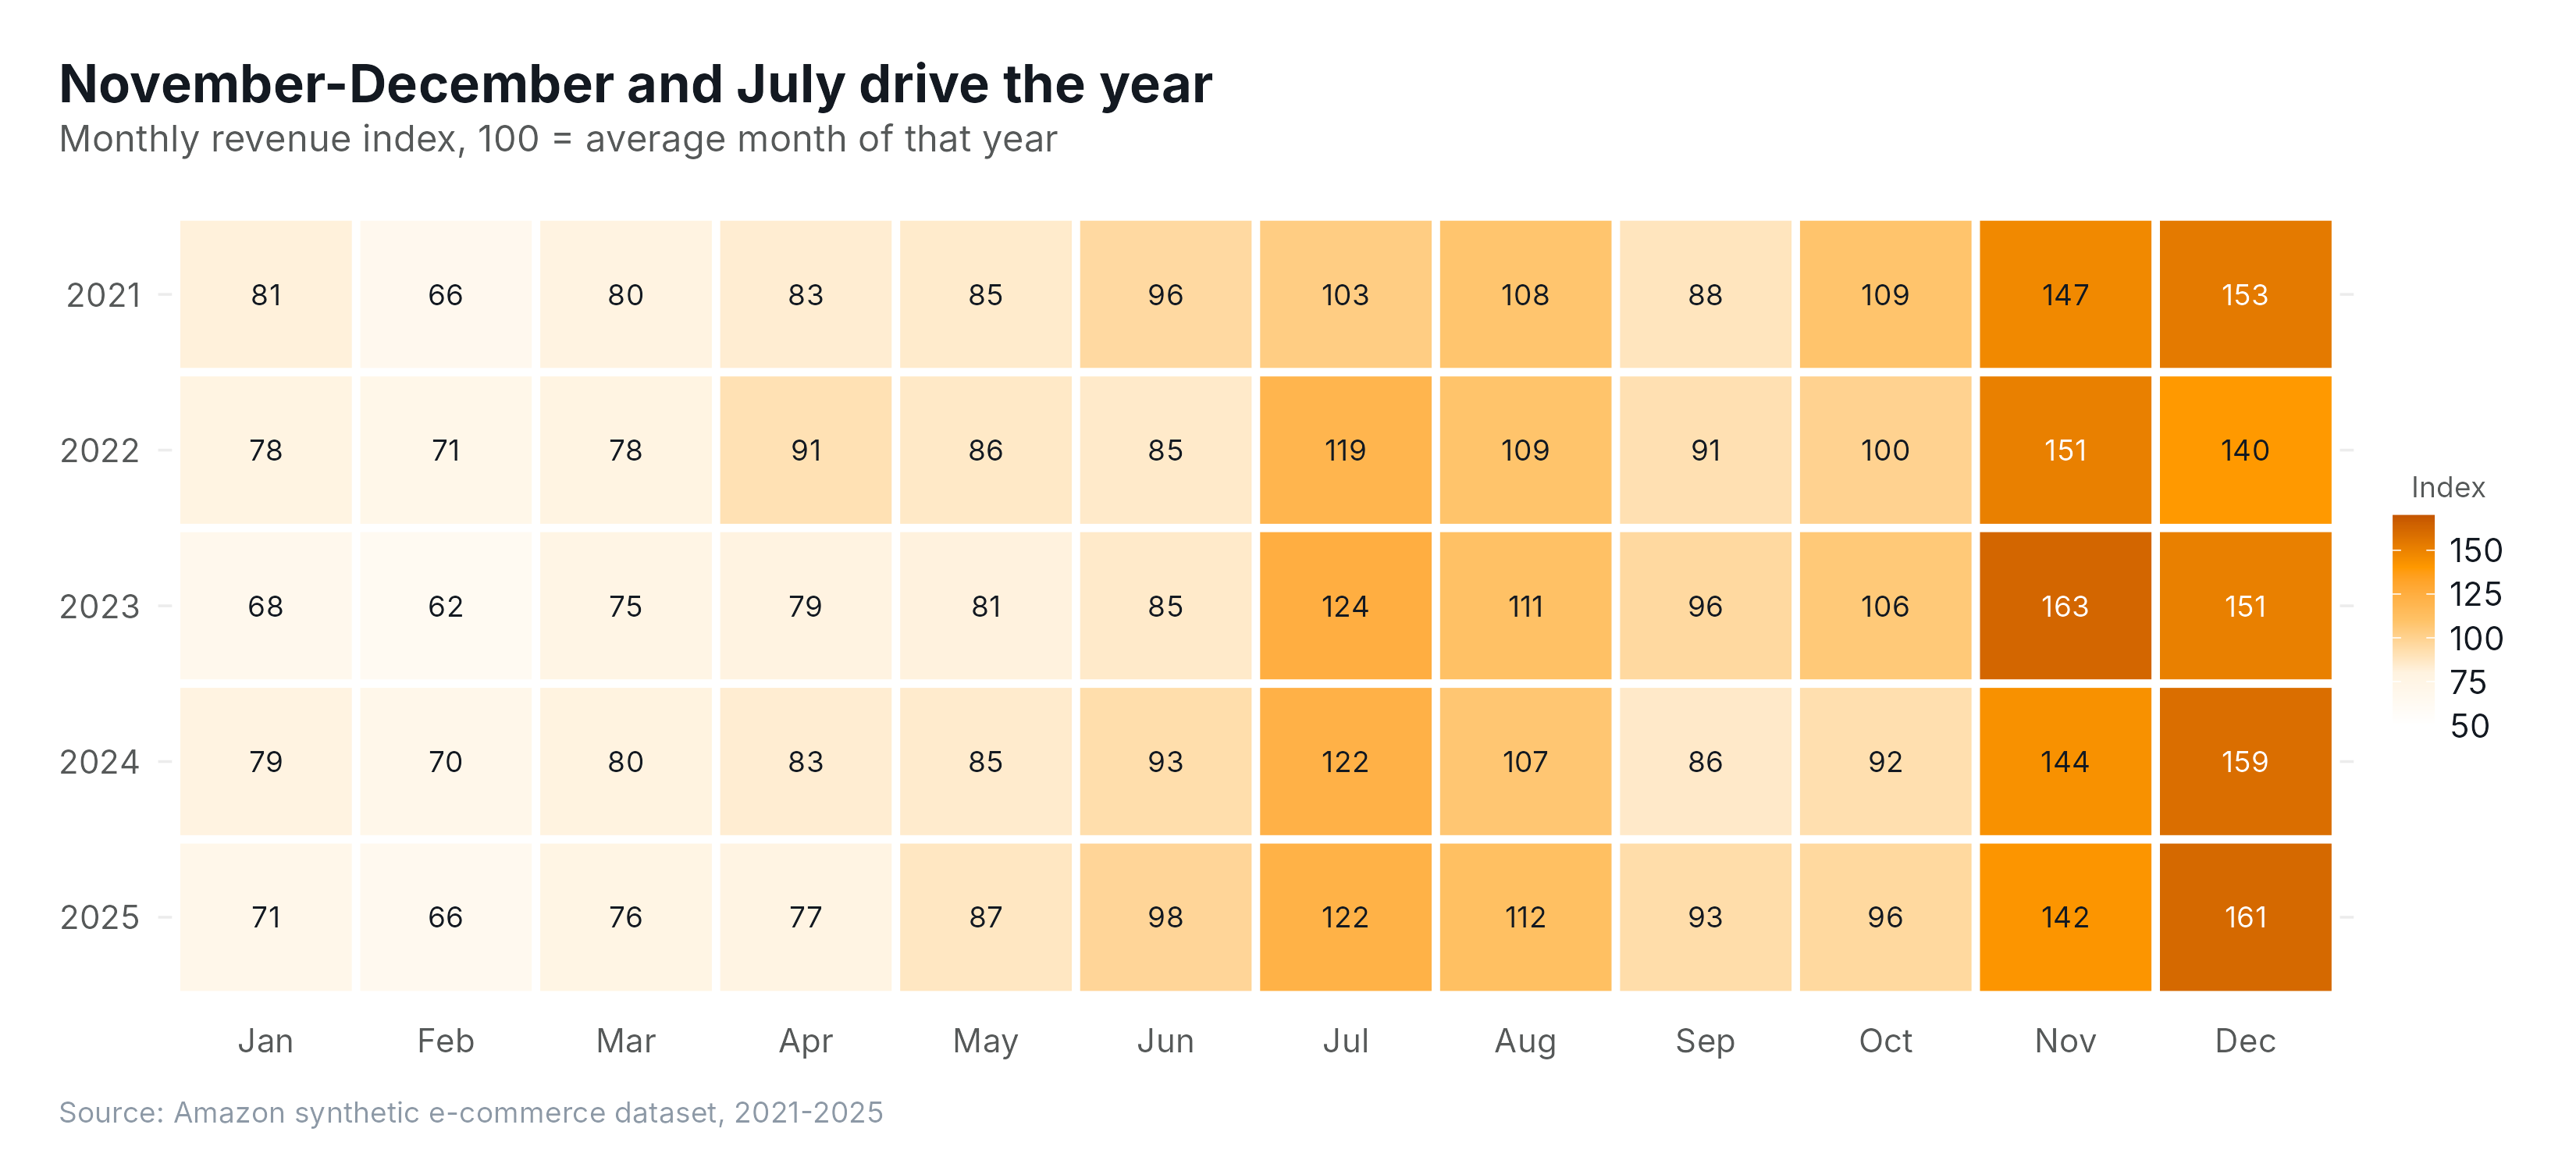 November-December and July drive the year
Monthly revenue index, 100 = average month of that year
2021 81 66 80 83 85 96 103 108 88 109 147 153
2022 78 71 78 91 86 85 119 109 91 100 151 140
2023 68 62 75 79 81 85 124 111 96 106 163 151
2024 79 70 80 83 85 93 122 107 86 92 144 159
2025 71 66 76 77 87 98 122 112 93 96 142 161
Jan Feb Mar Apr May Jun Jul Aug Sep Oct Nov Dec
Index
150
125
100
75
50
Source: Amazon synthetic e-commerce dataset, 2021-2025